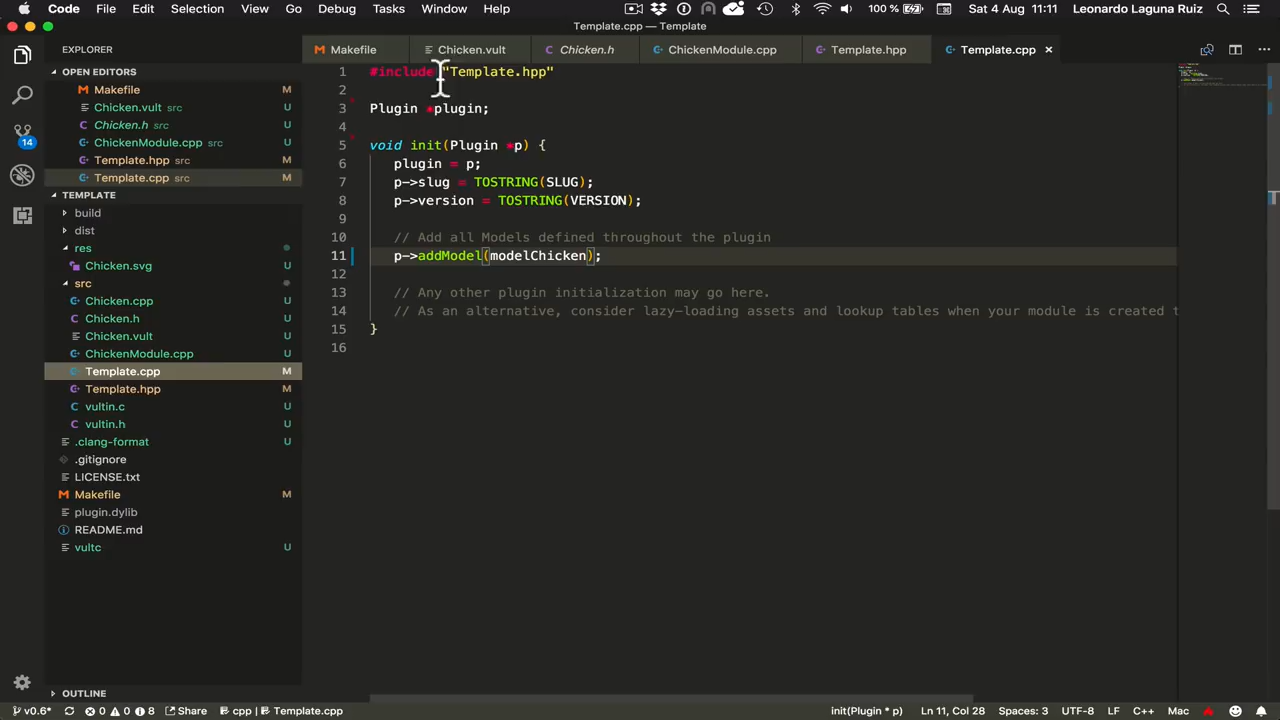 Code File Edit Selection View Go Debug Tasks Window Help 100 % Sat 4 Aug 11:11 Leonardo Laguna Ruiz
Template.cpp — Template
EXPLORER
OPEN EDITORS
Makefile M
Chicken.vult src U
Chicken.h src U
ChickenModule.cpp src U
Template.hpp src M
Template.cpp src M
TEMPLATE
build
dist
res
Chicken.svg U
src
Chicken.cpp U
Chicken.h U
Chicken.vult U
ChickenModule.cpp U
Template.cpp M
Template.hpp M
vultin.c U
vultin.h U
.clang-format U
.gitignore
LICENSE.txt
Makefile M
plugin.dylib
README.md
vultc U
OUTLINE
14
Makefile Chicken.vult Chicken.h ChickenModule.cpp Template.hpp Template.cpp
1 #include "Template.hpp"
2
3 Plugin *plugin;
4
5 void init(Plugin *p) {
6 plugin = p;
7 p->slug = TOSTRING(SLUG);
8 p->version = TOSTRING(VERSION);
9
10 // Add all Models defined throughout the plugin
11 p->addModel(modelChicken);
12
13 // Any other plugin initialization may go here.
14 // As an alternative, consider lazy-loading assets and lookup tables when your module is created t
15 }
16
v0.6* 0 0 8 Share cpp | Template.cpp init(Plugin * p) Ln 11, Col 28 Spaces: 3 UTF-8 LF C++ Mac